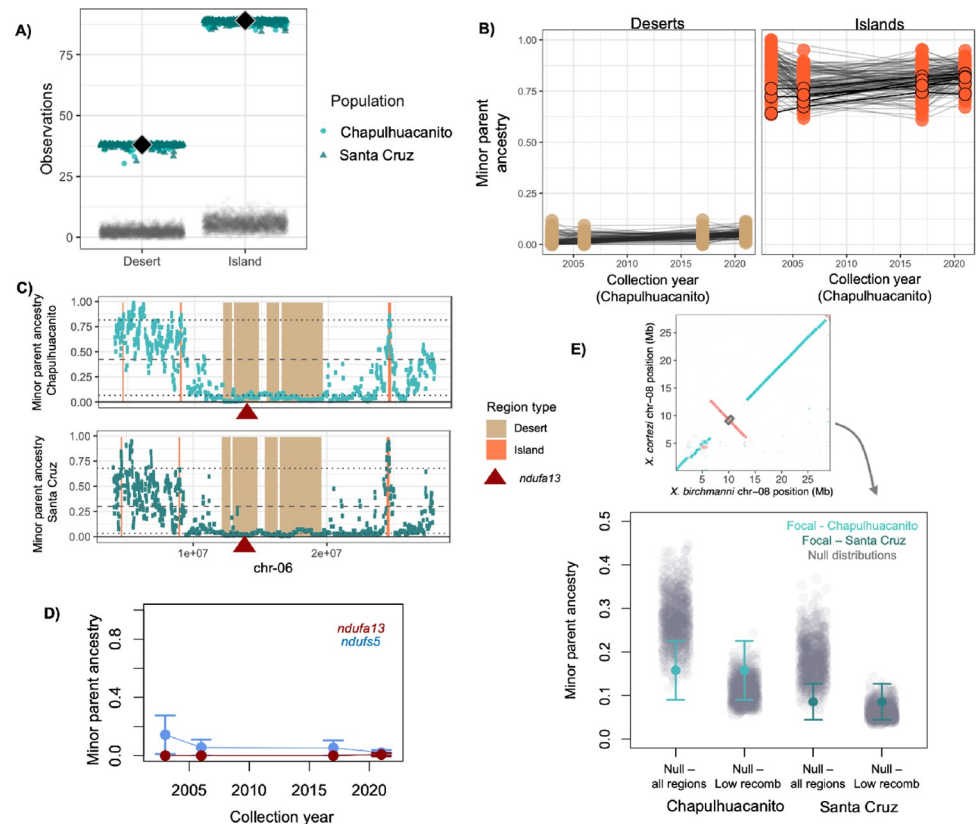 A)
Observations
75
50
25
0
Desert
Island
Population
Chapulhuacanito
Santa Cruz
B)
Deserts
Islands
Minor parent
ancestry
1.00
0.75
0.50
0.25
0.00
2005
2010
2015
2020
2005
2010
2015
2020
Collection year
(Chapulhuacanito)
Collection year
(Chapulhuacanito)
C)
Minor parent ancestry
Chapulhuacanito
1.00
0.75
0.50
0.25
0.00
Minor parent ancestry
Santa Cruz
1.00
0.75
0.50
0.25
0.00
1e+07
2e+07
chr-06
Region type
Desert
Island
ndufa13
D)
Minor parent ancestry
0.8
0.4
0.0
ndufa13
ndufs5
2005
2010
2015
2020
Collection year
E)
X. cortezi chr-08 position (Mb)
25
20
15
10
5
5
10
15
20
25
X. birchmanni chr-08 position (Mb)
Minor parent ancestry
0.5
0.4
0.3
0.2
0.1
0.0
Focal - Chapulhuacanito
Focal – Santa Cruz
Null distributions
Null –
all regions
Null –
Low recomb
Null –
all regions
Null –
Low recomb
Chapulhuacanito
Santa Cruz